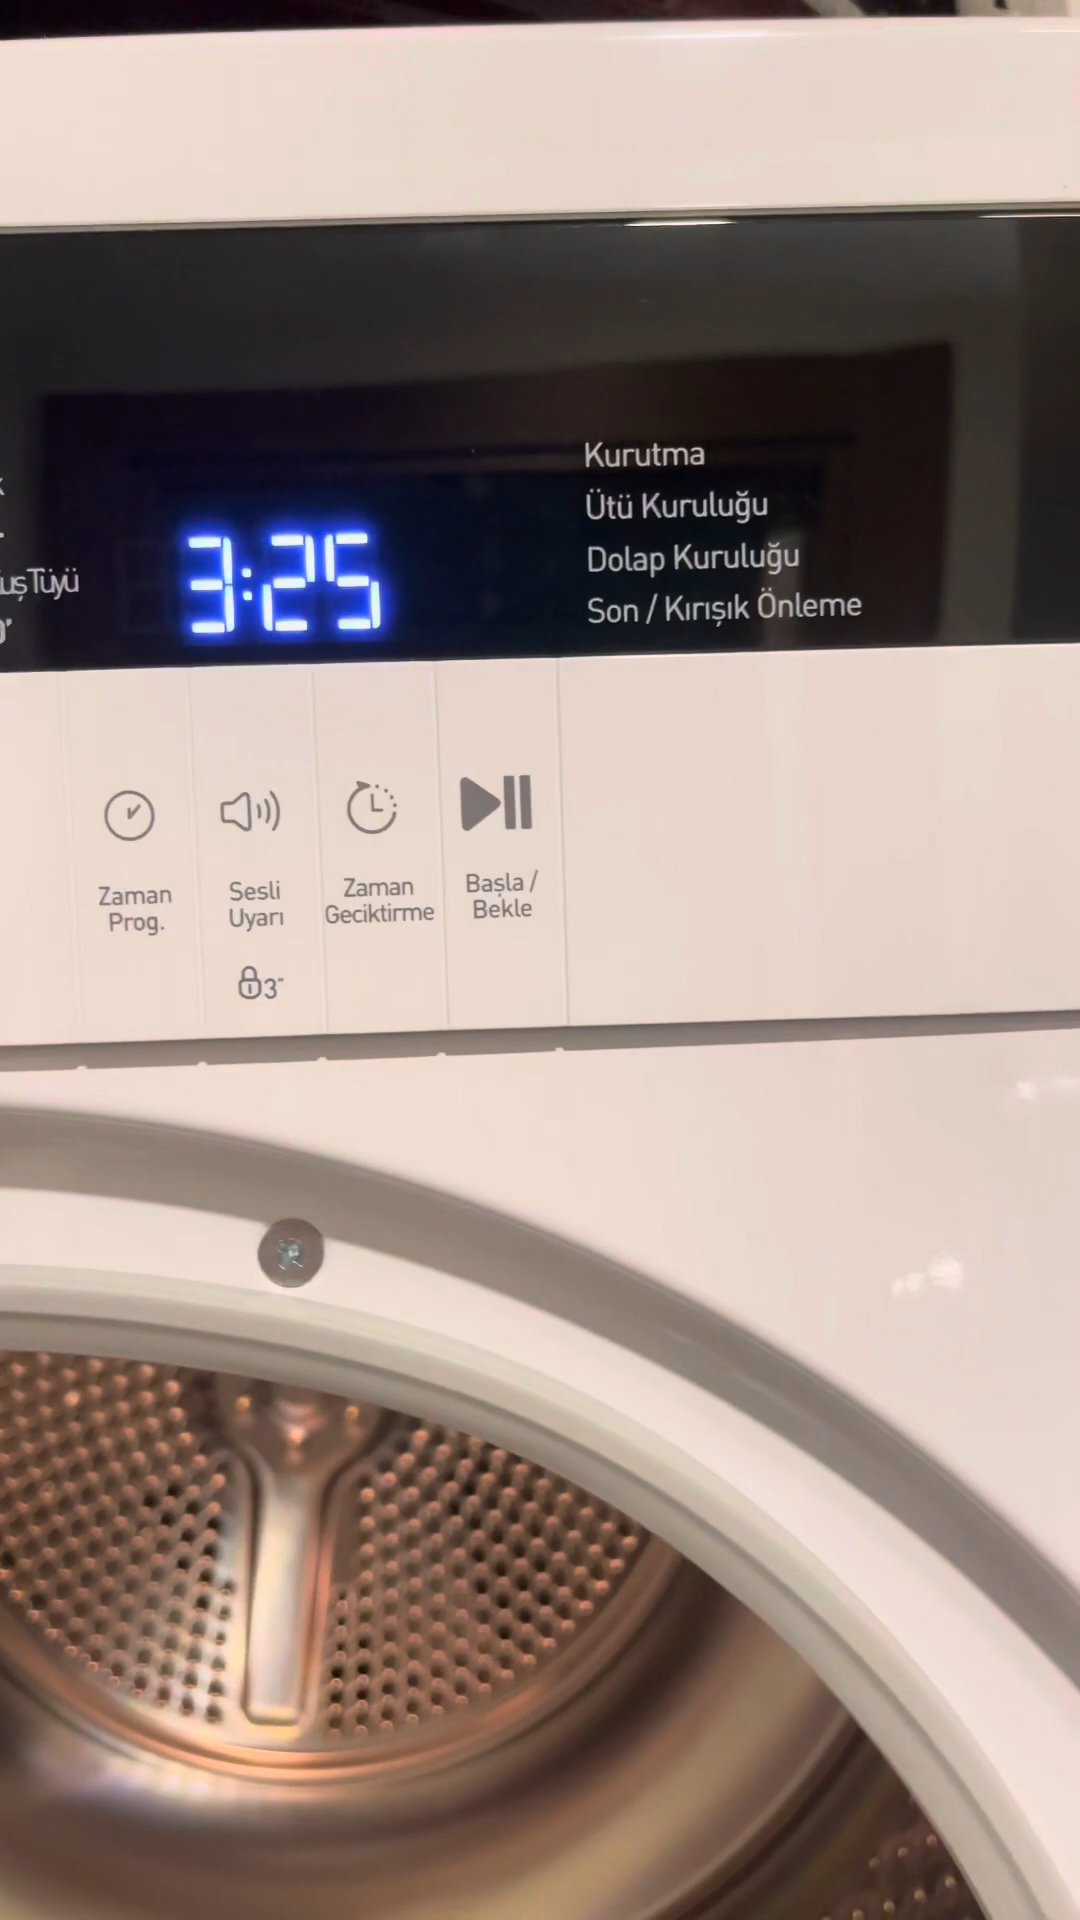 Kurutma
Ütü Kuruluğu
Dolap Kuruluğu
uşTüyü
3:25
Son / Kırışık Önleme
Zaman
Prog.
Sesli
Uyarı
Zaman
Geciktirme
Başla /
Bekle
3"